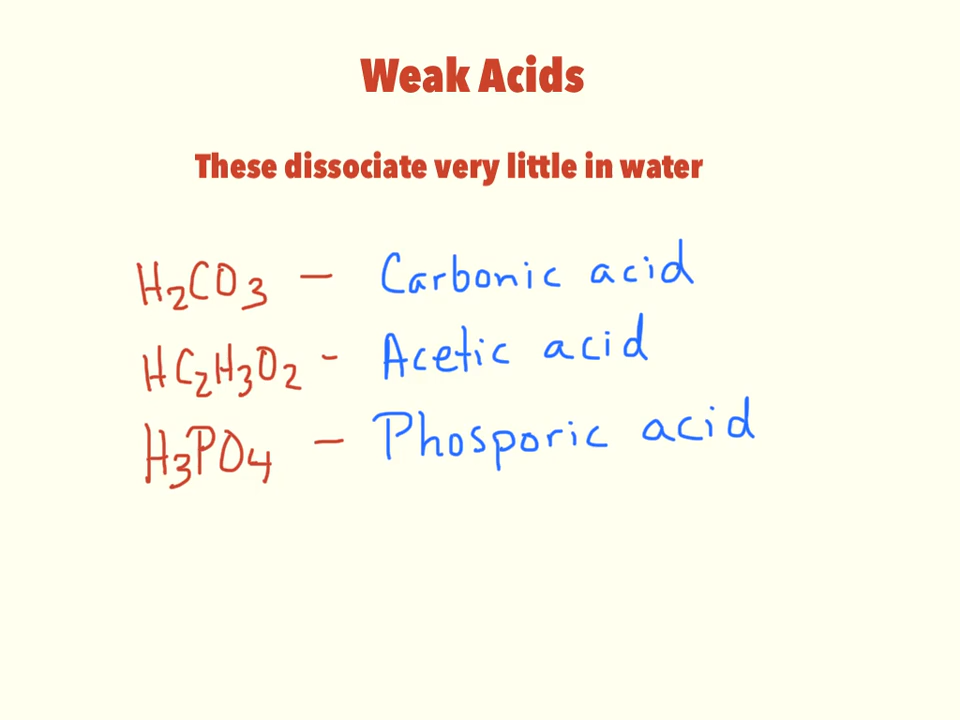 Weak Acids
These dissociate very little in water
H₂CO₃ — Carbonic acid
HC₂H₃O₂ - Acetic acid
H₃PO₄ — Phosporic acid